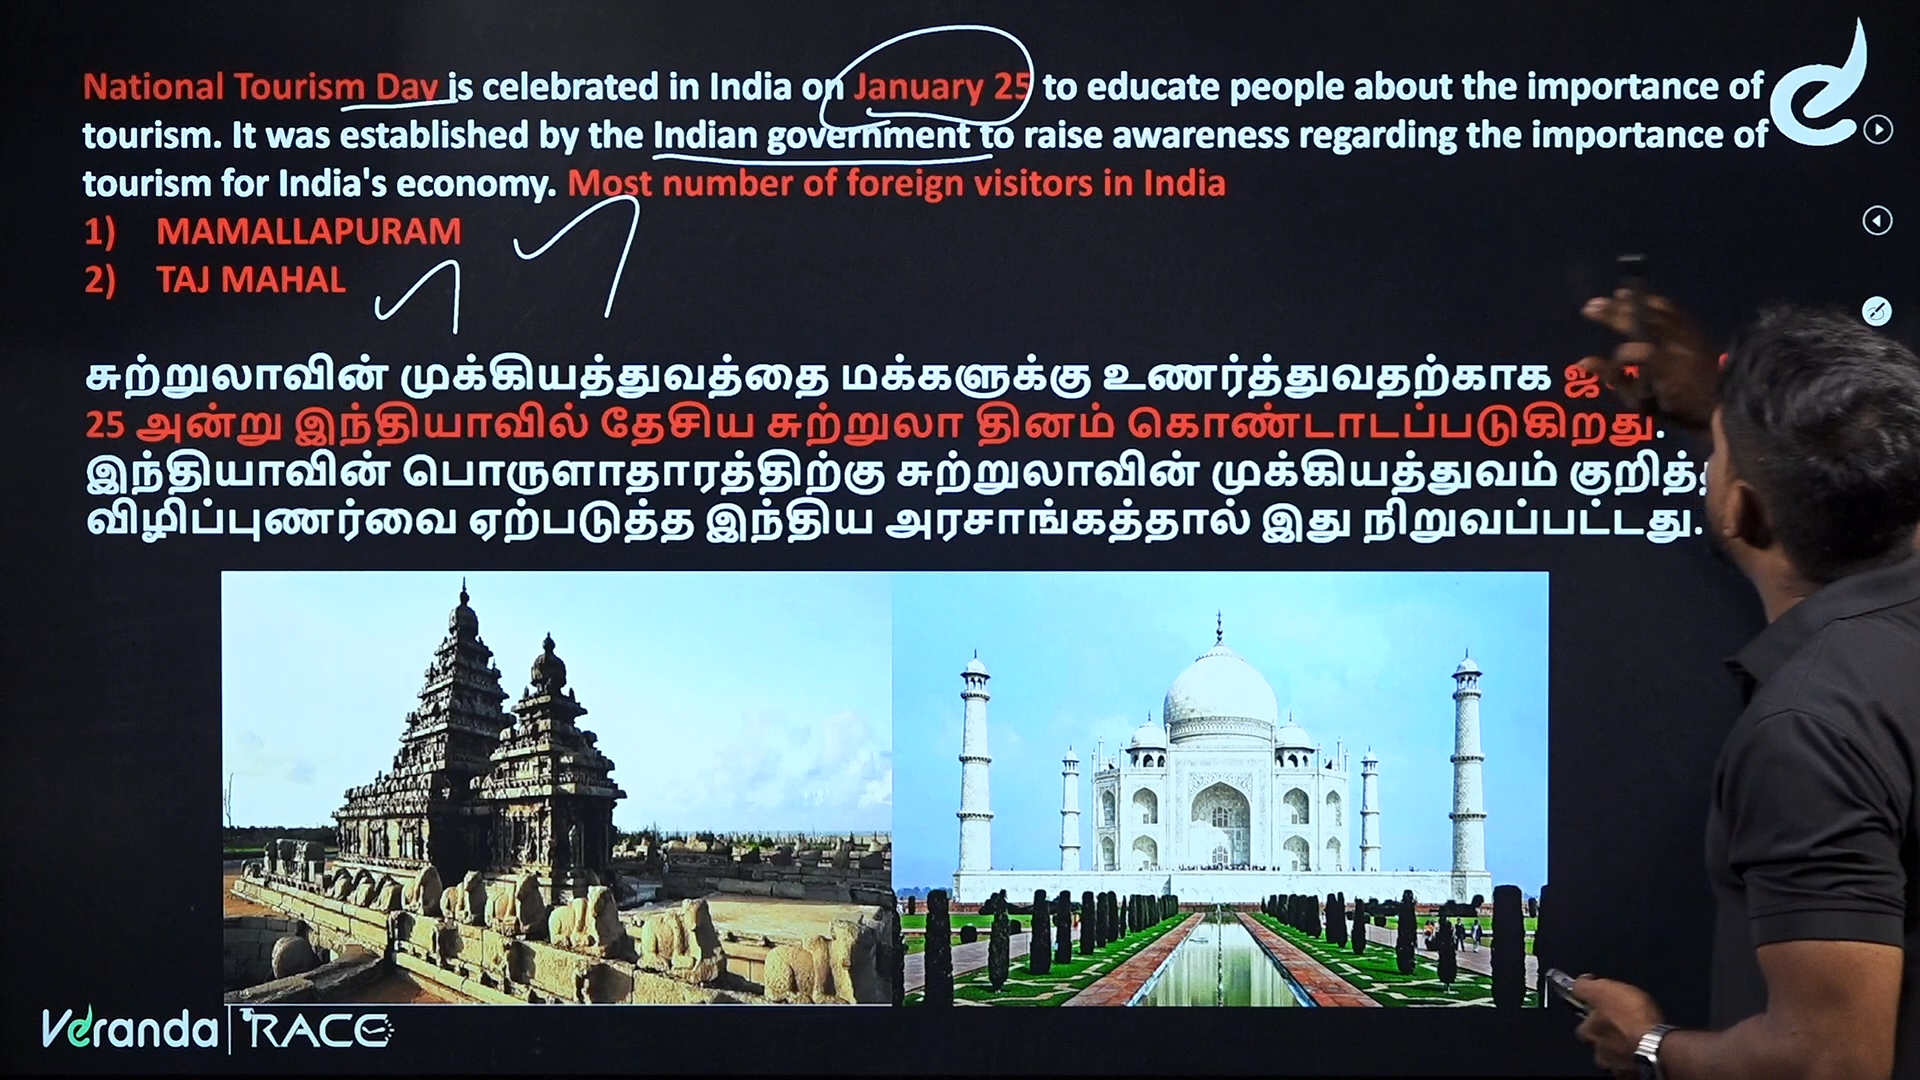 National Tourism Day is celebrated in India on January 25 to educate people about the importance of
tourism. It was established by the Indian government to raise awareness regarding the importance of
tourism for India's economy. Most number of foreign visitors in India
1) MAMALLAPURAM
2) TAJ MAHAL
சுற்றுலாவின் முக்கியத்துவத்தை மக்களுக்கு உணர்த்துவதற்காக
25 அன்று இந்தியாவில் தேசிய சுற்றுலா தினம் கொண்டாடப்படுகிறது.
இந்தியாவின் பொருளாதாரத்திற்கு சுற்றுலாவின் முக்கியத்துவம்
விழிப்புணர்வை ஏற்படுத்த இந்திய அரசாங்கத்தால் இது நிறுவப்பட்டது.
Veranda RACE